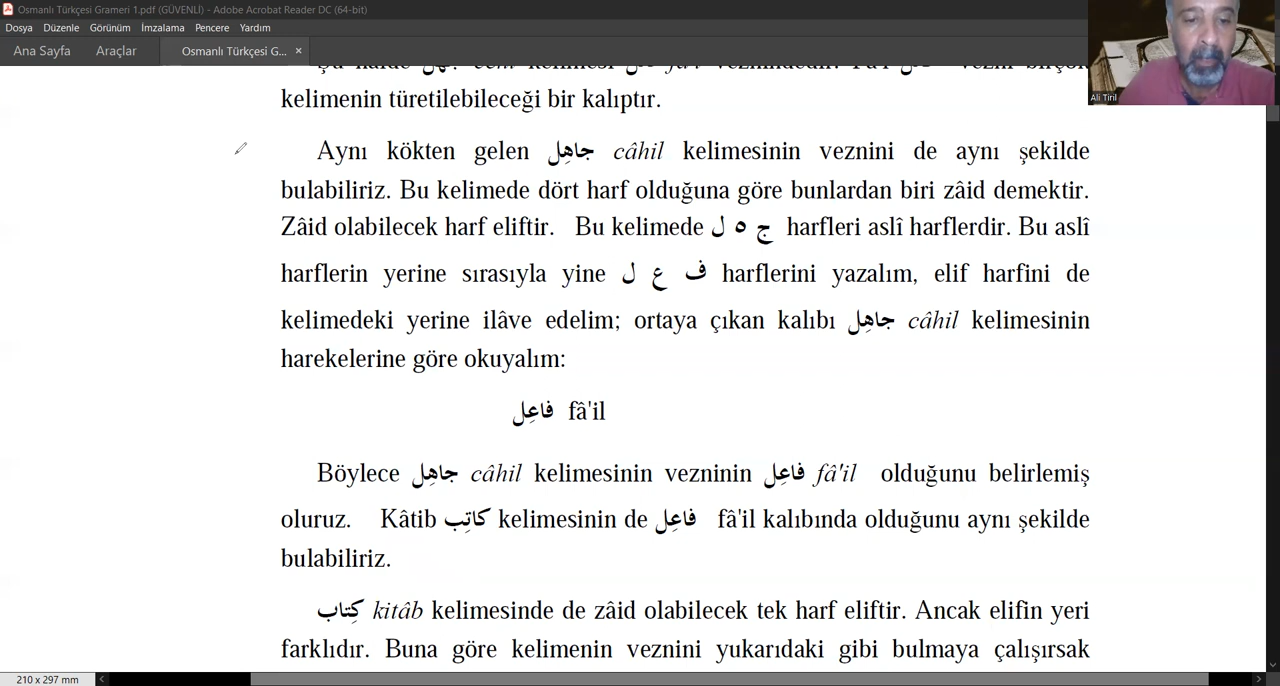 Osmanlı Türkçesi Grameri 1.pdf (GÜVENLİ) - Adobe Acrobat Reader DC (64-bit)
Dosya Düzenle Görünüm İmzalama Pencere Yardım
Ana Sayfa Araçlar Osmanlı Türkçesi G... ×
Ali Tiril
kelimenin türetilebileceği bir kalıptır.
Aynı kökten gelen جاهِل câhil kelimesinin veznini de aynı şekilde
bulabiliriz. Bu kelimede dört harf olduğuna göre bunlardan biri zâid demektir.
Zâid olabilecek harf eliftir. Bu kelimede ج ه ل harfleri aslî harflerdir. Bu aslî
harflerin yerine sırasıyla yine ف ع ل harflerini yazalım, elif harfini de
kelimedeki yerine ilâve edelim; ortaya çıkan kalıbı جاهِل câhil kelimesinin
harekelerine göre okuyalım:
فاعِل fâ'il
Böylece جاهِل câhil kelimesinin vezninin فاعِل fâ'il olduğunu belirlemiş
oluruz. Kâtib كاتِب kelimesinin de فاعِل fâ'il kalıbında olduğunu aynı şekilde
bulabiliriz.
كِتاب kitâb kelimesinde de zâid olabilecek tek harf eliftir. Ancak elifin yeri
farklıdır. Buna göre kelimenin veznini yukarıdaki gibi bulmaya çalışırsak
210 x 297 mm